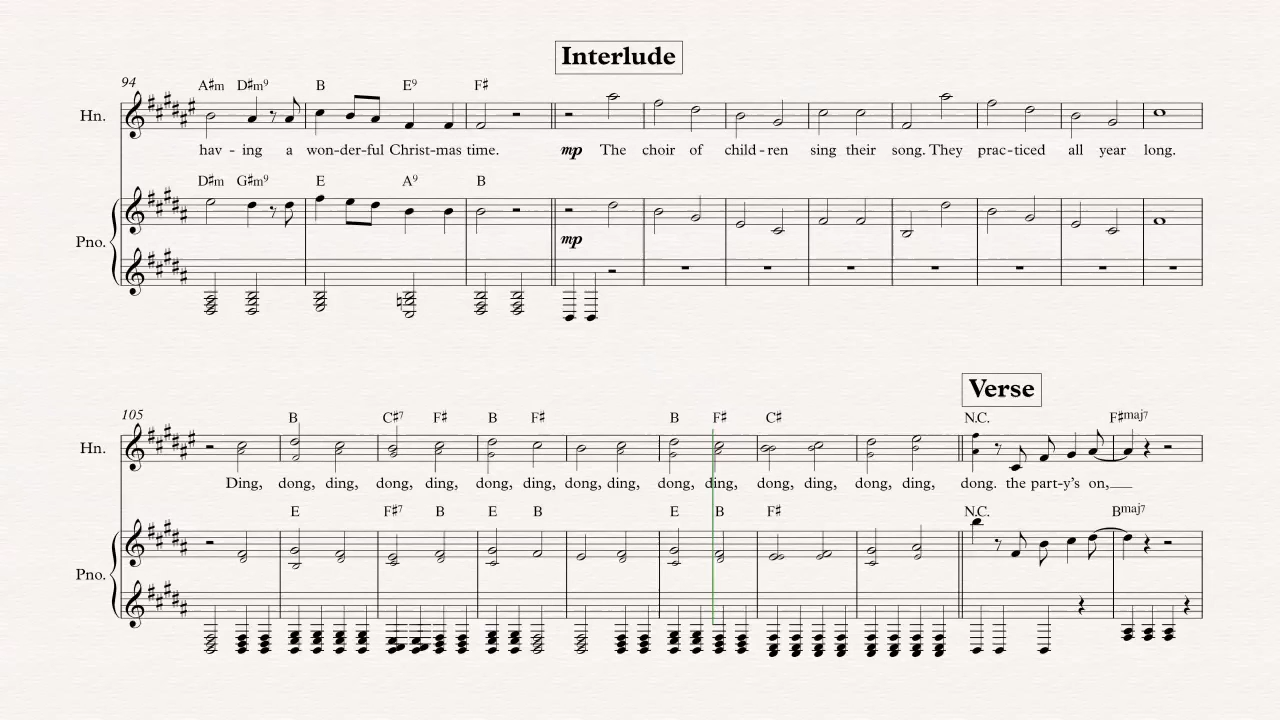 Interlude
94
A♯m D♯m9 B E9 F♯
Hn.
hav - ing a won-der-ful Christ-mas time. mp The choir of child - ren sing their song. They prac-ticed all year long.
D♯m G♯m9 E A9 B
Pno.
mp
Verse
105
B C♯7 F♯ B F♯ B F♯ C♯ N.C. F♯maj7
Hn.
Ding, dong, ding, dong, ding, dong, ding, dong, ding, dong, ding, dong, ding, dong, ding, dong. the part-y's on,
E F♯7 B E B E B F♯ N.C. Bmaj7
Pno.